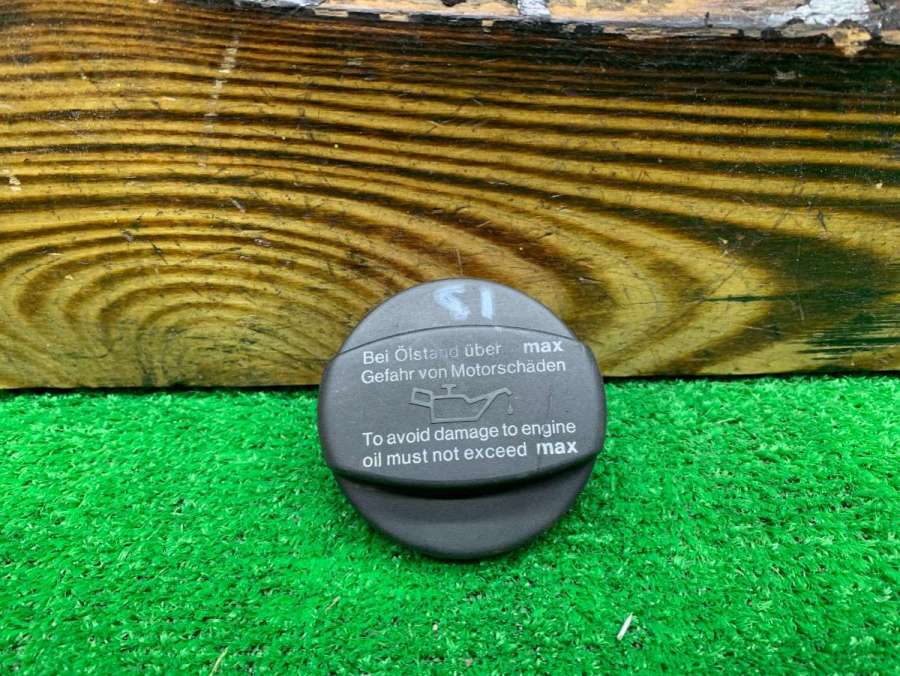 Bei Ölstand über max
Gefahr von Motorschäden
To avoid damage to engine
oil must not exceed max